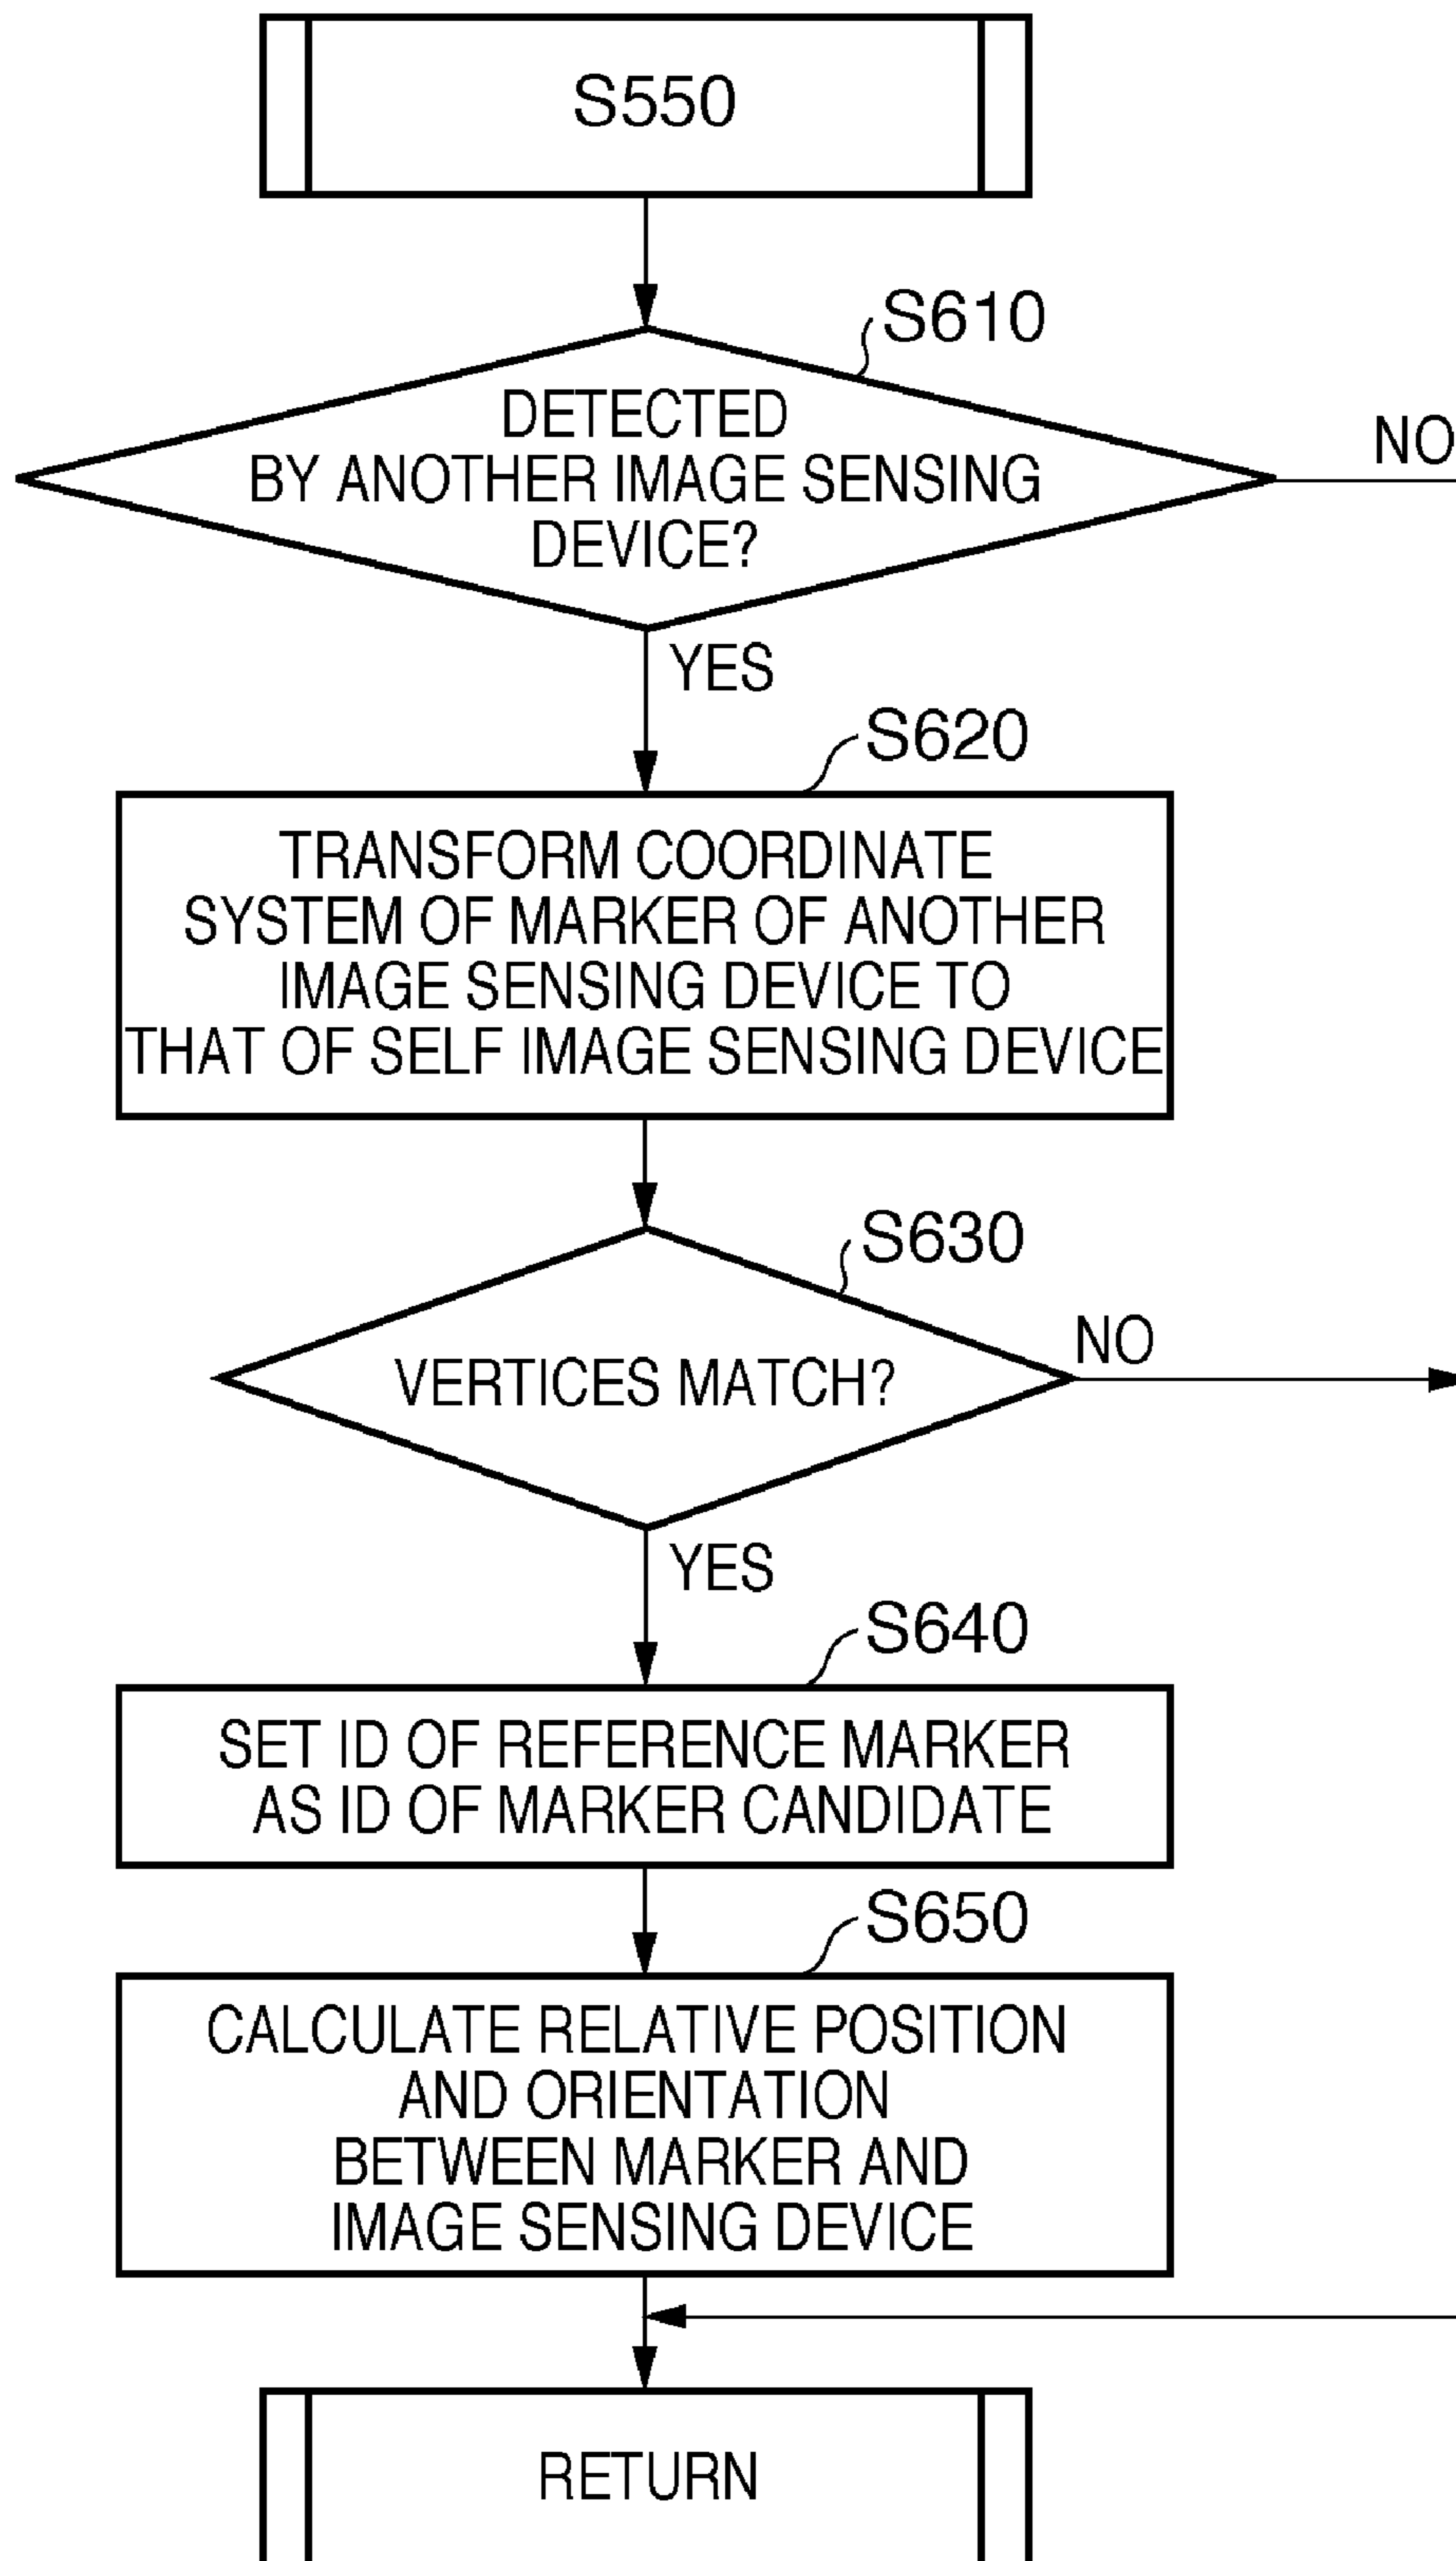 S550
S610
DETECTED
BY ANOTHER IMAGE SENSING
DEVICE?
NO
YES
S620
TRANSFORM COORDINATE
SYSTEM OF MARKER OF ANOTHER
IMAGE SENSING DEVICE TO
THAT OF SELF IMAGE SENSING DEVICE
S630
VERTICES MATCH?
NO
YES
S640
SET ID OF REFERENCE MARKER
AS ID OF MARKER CANDIDATE
S650
CALCULATE RELATIVE POSITION
AND ORIENTATION
BETWEEN MARKER AND
IMAGE SENSING DEVICE
RETURN